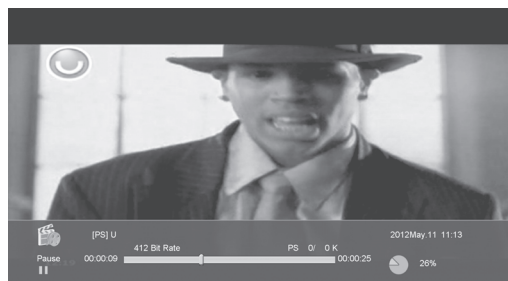 [PS] U 2012May.11 11:13
412 Bit Rate PS 0/ 0 K
Pause 00:00:09 00:00:25 26%